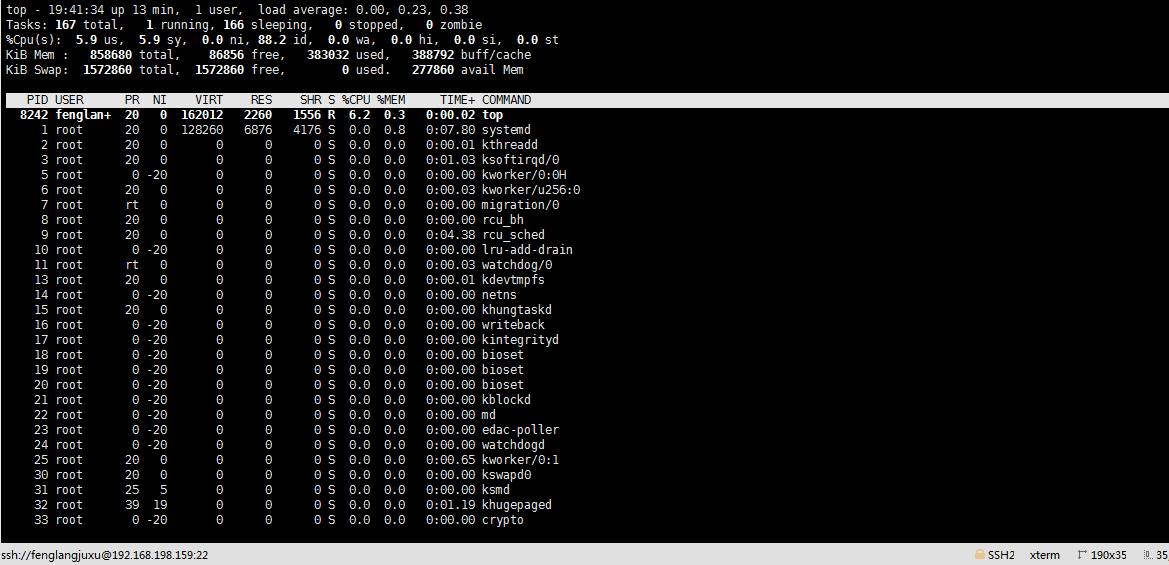 top - 19:41:34 up 13 min,  1 user,  load average: 0.00, 0.23, 0.38
Tasks: 167 total,   1 running, 166 sleeping,   0 stopped,   0 zombie
%Cpu(s):  5.9 us,  5.9 sy,  0.0 ni, 88.2 id,  0.0 wa,  0.0 hi,  0.0 si,  0.0 st
KiB Mem :   858680 total,    86856 free,   383032 used,   388792 buff/cache
KiB Swap:  1572860 total,  1572860 free,        0 used.   277860 avail Mem
PID USER      PR  NI    VIRT    RES    SHR S %CPU %MEM     TIME+ COMMAND
8242 fenglan+  20   0  162012   2260   1556 R  6.2  0.3   0:00.02 top
1 root      20   0  128260   6876   4176 S  0.0  0.8   0:07.80 systemd
2 root      20   0       0      0      0 S  0.0  0.0   0:00.01 kthreadd
3 root      20   0       0      0      0 S  0.0  0.0   0:01.03 ksoftirqd/0
5 root       0 -20       0      0      0 S  0.0  0.0   0:00.00 kworker/0:0H
6 root      20   0       0      0      0 S  0.0  0.0   0:00.03 kworker/u256:0
7 root      rt   0       0      0      0 S  0.0  0.0   0:00.00 migration/0
8 root      20   0       0      0      0 S  0.0  0.0   0:00.00 rcu_bh
9 root      20   0       0      0      0 S  0.0  0.0   0:04.38 rcu_sched
10 root       0 -20       0      0      0 S  0.0  0.0   0:00.00 lru-add-drain
11 root      rt   0       0      0      0 S  0.0  0.0   0:00.03 watchdog/0
13 root      20   0       0      0      0 S  0.0  0.0   0:00.01 kdevtmpfs
14 root       0 -20       0      0      0 S  0.0  0.0   0:00.00 netns
15 root      20   0       0      0      0 S  0.0  0.0   0:00.00 khungtaskd
16 root       0 -20       0      0      0 S  0.0  0.0   0:00.00 writeback
17 root       0 -20       0      0      0 S  0.0  0.0   0:00.00 kintegrityd
18 root       0 -20       0      0      0 S  0.0  0.0   0:00.00 bioset
19 root       0 -20       0      0      0 S  0.0  0.0   0:00.00 bioset
20 root       0 -20       0      0      0 S  0.0  0.0   0:00.00 bioset
21 root       0 -20       0      0      0 S  0.0  0.0   0:00.00 kblockd
22 root       0 -20       0      0      0 S  0.0  0.0   0:00.00 md
23 root       0 -20       0      0      0 S  0.0  0.0   0:00.00 edac-poller
24 root       0 -20       0      0      0 S  0.0  0.0   0:00.00 watchdogd
25 root      20   0       0      0      0 S  0.0  0.0   0:00.65 kworker/0:1
30 root      20   0       0      0      0 S  0.0  0.0   0:00.00 kswapd0
31 root      25   5       0      0      0 S  0.0  0.0   0:00.00 ksmd
32 root      39  19       0      0      0 S  0.0  0.0   0:01.19 khugepaged
33 root       0 -20       0      0      0 S  0.0  0.0   0:00.00 crypto
ssh://fenglangjuxu@192.168.198.159:22 SSH2 xterm 190x35 35